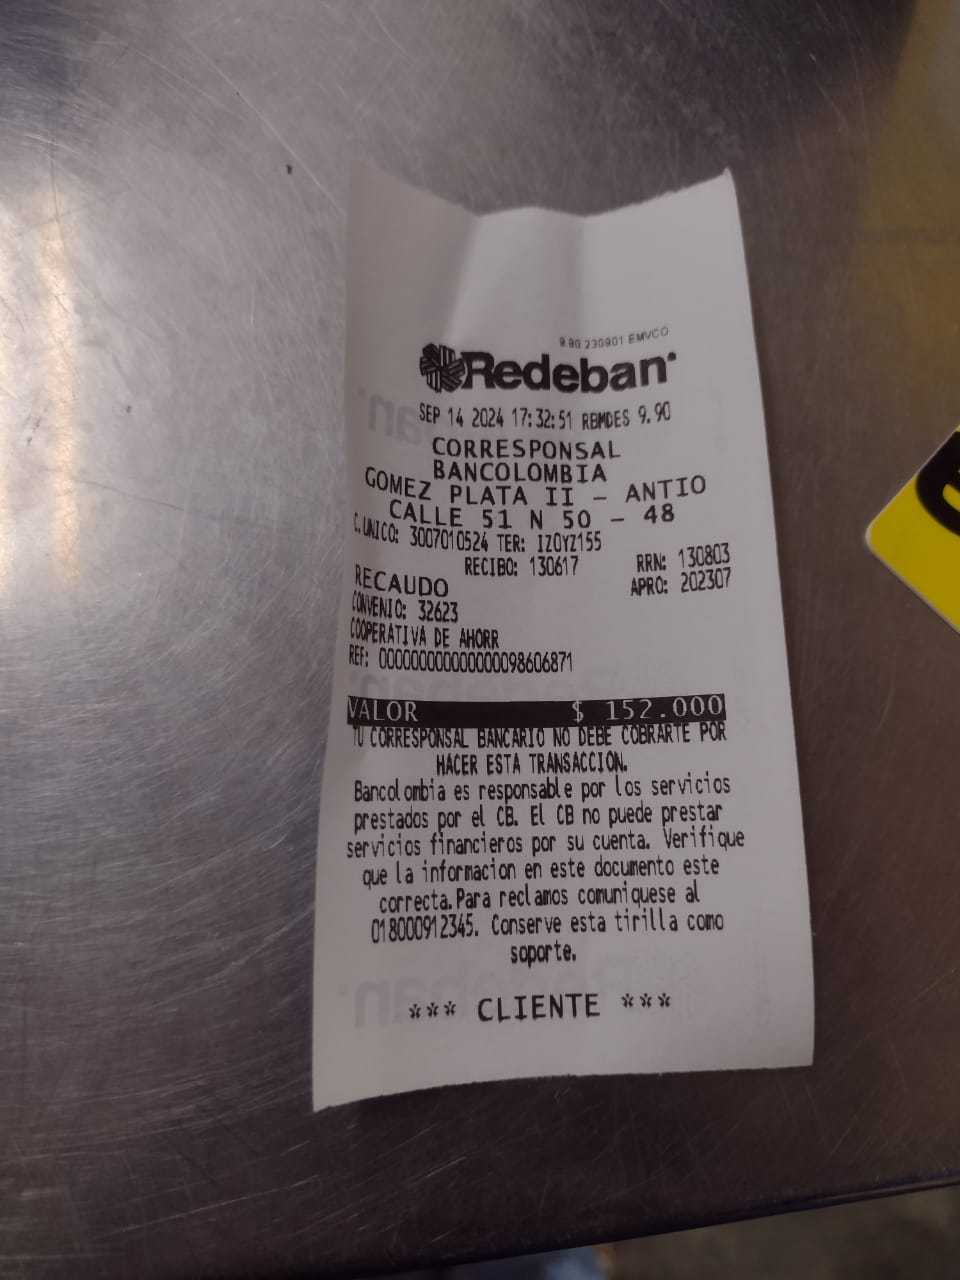 9.90 230901 EMVCO
Redeban
SEP 14 2024 17:32:51 RBMDES 9.90
CORRESPONSAL
BANCOLOMBIA
GOMEZ PLATA II - ANTIO
CALLE 51 N 50 - 48
C.UNICO: 3007010524 TER: IZOYZ155
RECIBO: 130617 RRN: 130803
RECAUDO APRO: 202307
CONVENIO: 32623
COOPERATIVA DE AHORR
REF: 000000000000000098606871
VALOR $ 152.000
TU CORRESPONSAL BANCARIO NO DEBE COBRARTE POR
HACER ESTA TRANSACCION.
Bancolombia es responsable por los servicios
prestados por el CB. El CB no puede prestar
servicios financieros por su cuenta. Verifique
que la informacion en este documento este
correcta.Para reclamos comuniquese al
018000912345. Conserve esta tirilla como
soporte.
*** CLIENTE ***